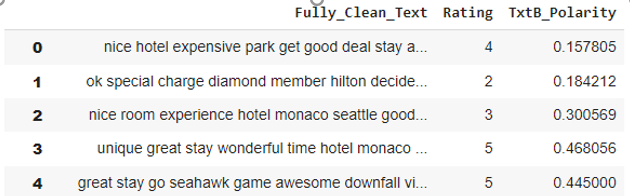 Fully_Clean_Text Rating TxtB_Polarity
0 nice hotel expensive park get good deal stay a... 4 0.157805
1 ok special charge diamond member hilton decide... 2 0.184212
2 nice room experience hotel monaco seattle good... 3 0.300569
3 unique great stay wonderful time hotel monaco ... 5 0.468056
4 great stay go seahawk game awesome downfall vi... 5 0.445000